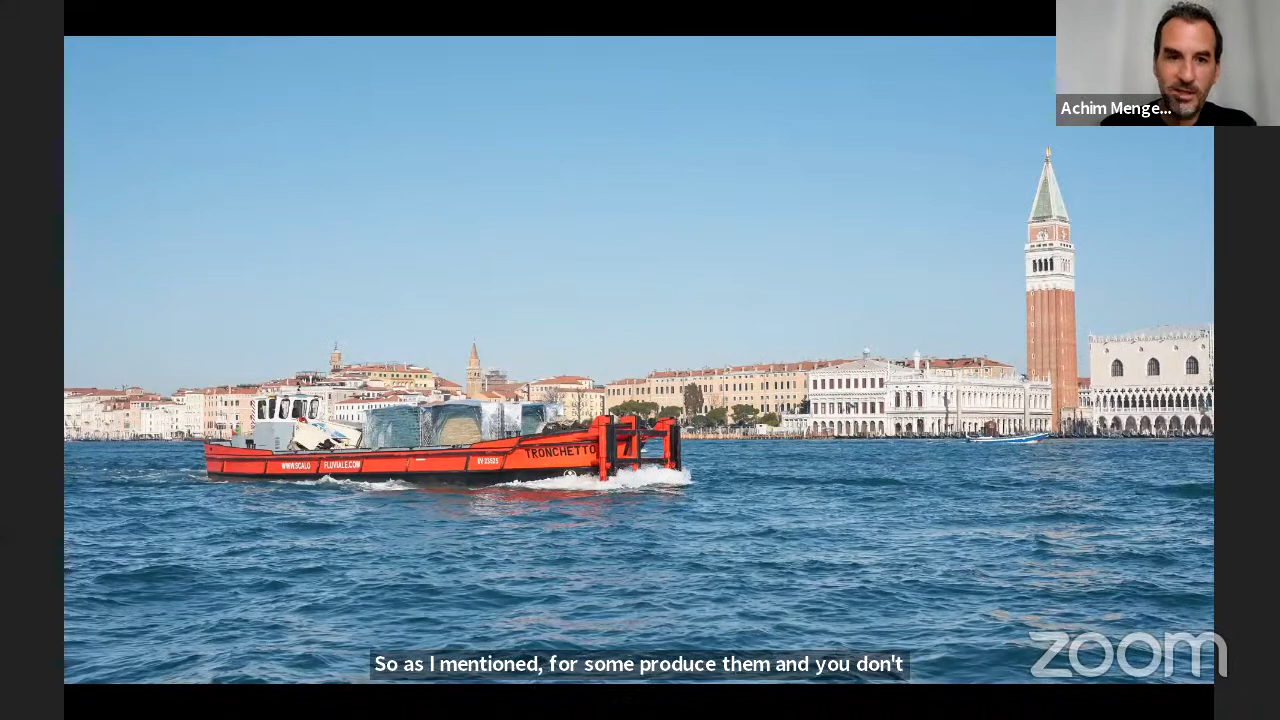 Achim Menge...
TRONCHETTO
WWW.SCALO FLUVIALE.COM
So as I mentioned, for some produce them and you don't
zoom